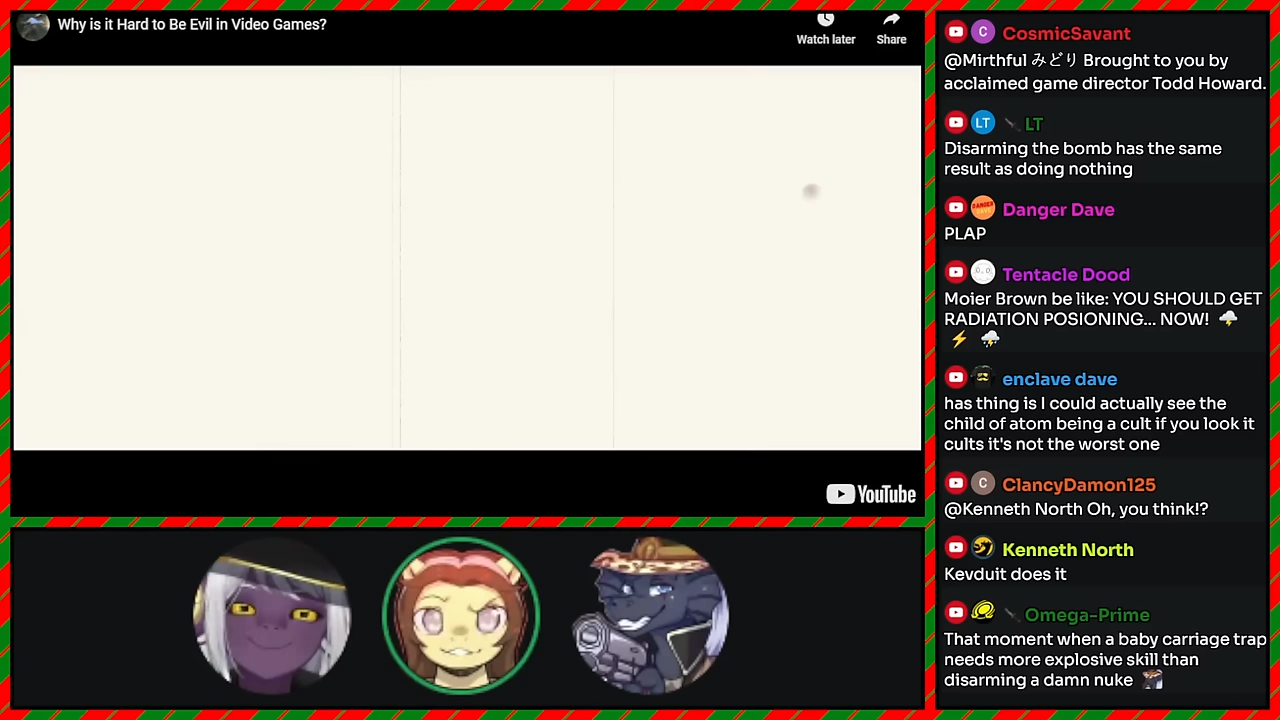 Why is it Hard to Be Evil in Video Games?
Watch later
Share
YouTube
C CosmicSavant
@Mirthful みどり Brought to you by
acclaimed game director Todd Howard.
LT LT
Disarming the bomb has the same
result as doing nothing
Danger Dave
PLAP
Tentacle Dood
Moier Brown be like: YOU SHOULD GET
RADIATION POSIONING... NOW! 🌩️
⚡ ⛈️
enclave dave
has thing is I could actually see the
child of atom being a cult if you look it
cults it's not the worst one
C ClancyDamon125
@Kenneth North Oh, you think!?
Kenneth North
Kevduit does it
Omega-Prime
That moment when a baby carriage trap
needs more explosive skill than
disarming a damn nuke